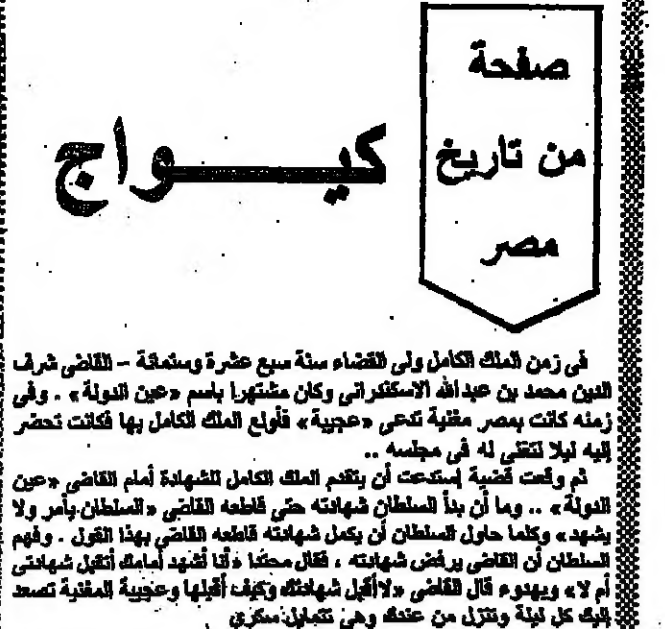 صفحة
من تاريخ
مصر
كيـــــواج
فى زمن الملك الكامل ولى القضاء سنة سبع عشرة وستمائة – القاضى شرف
الدين محمد بن عبدالله الاسكندرانى وكان مشتهرا باسم «عين الدولة» . وفى
زمنه كانت بمصر مغنية تدعى «عجيبة» فأولع الملك الكامل بها فكانت تحضر
إليه ليلا لتغنى له فى مجلسه ..
ثم وقعت قضية إستدعت أن يتقدم الملك الكامل للشهادة أمام القاضى «عين
الدولة» .. وما أن بدأ السلطان شهادته حتى قاطعه القاضى «السلطان يأمر ولا
يشهد» وكلما حاول السلطان أن يكمل شهادته قاطعه القاضى بهذا القول . وفهم
السلطان أن القاضى يرفض شهادته ، فقال محتدا «أنا أشهد أمامك أتقبل شهادتى
أم لا» وبهدوء قال القاضى «لاأقبل شهادتك وكيف أقبلها وعجيبة المغنية تصعد
إليك كل ليلة وتنزل من عندك وهى تتمايل سكرى